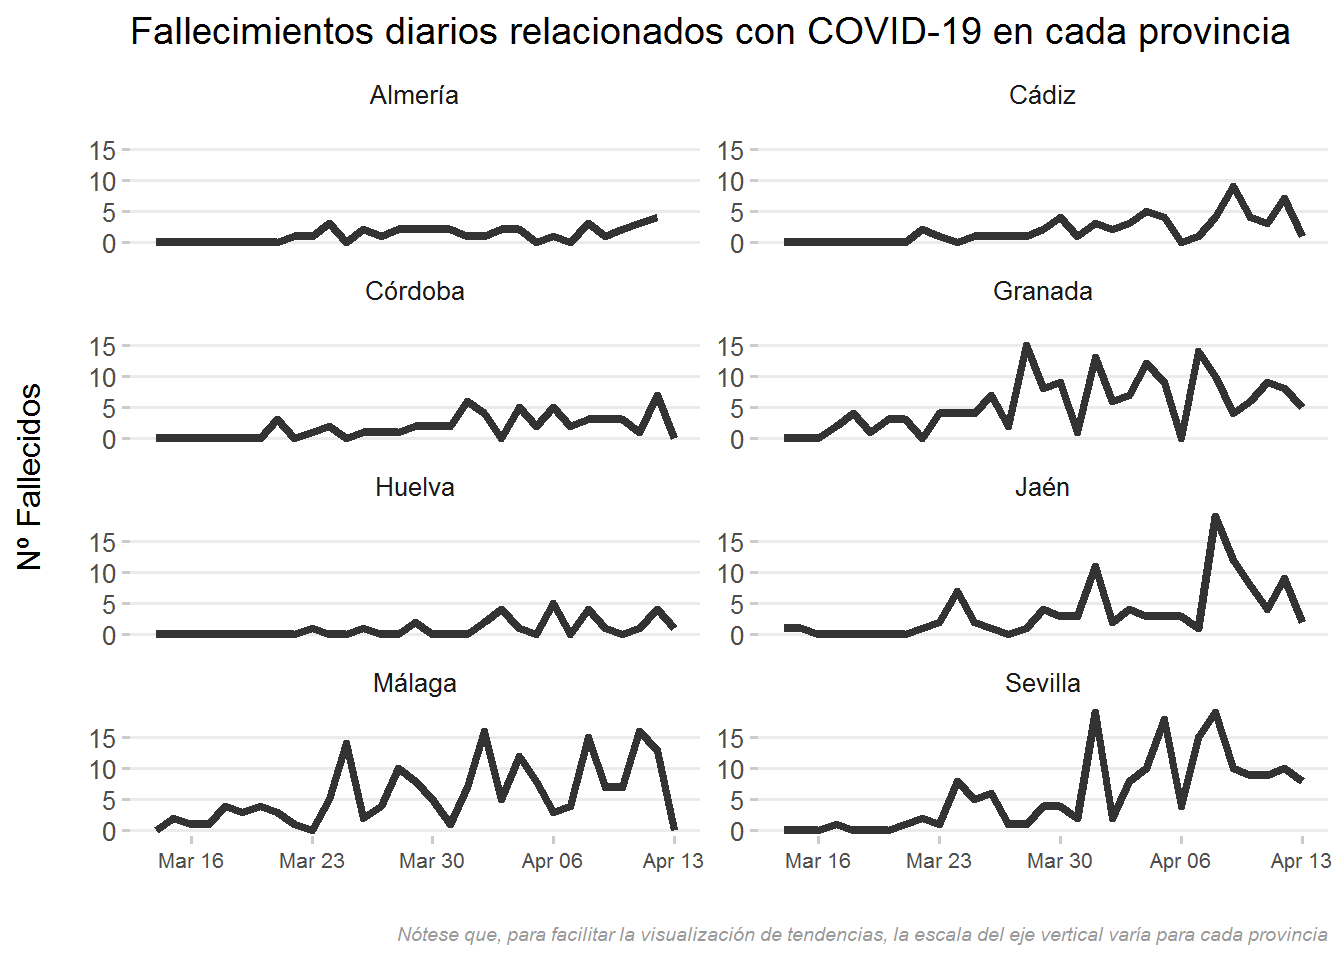 Fallecimientos diarios relacionados con COVID-19 en cada provincia
Almería Cádiz
15 15
10 10
5 5
0 0
Córdoba Granada
15 15
10 10
5 5
0 0
Nº Fallecidos
Huelva Jaén
15 15
10 10
5 5
0 0
Málaga Sevilla
15 15
10 10
5 5
0 0
Mar 16 Mar 23 Mar 30 Apr 06 Apr 13 Mar 16 Mar 23 Mar 30 Apr 06 Apr 13
Nótese que, para facilitar la visualización de tendencias, la escala del eje vertical varía para cada provincia